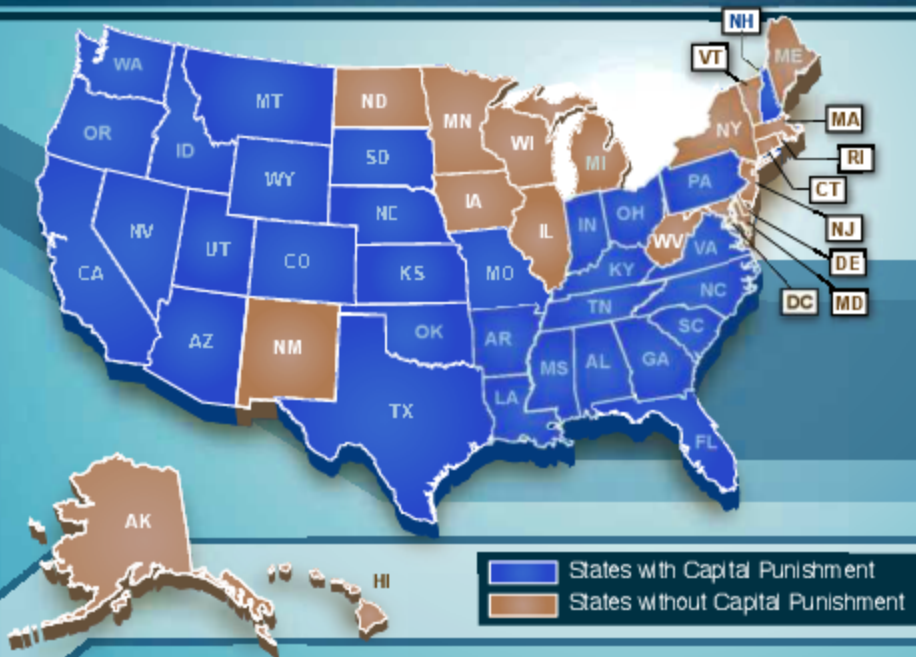 NH
WA
VT
ME
MT
ND
MN
OR
ID
SD
WI
MI
NY
MA
WY
RI
PA
CT
IA
NE
NV
UT
CO
IL
IN
OH
NJ
WV
VA
DE
CA
KS
MO
KY
NC
DC
MD
TN
AZ
NM
OK
AR
SC
MS
AL
GA
TX
LA
FL
AK
HI
States with Capital Punishment
States without Capital Punishment